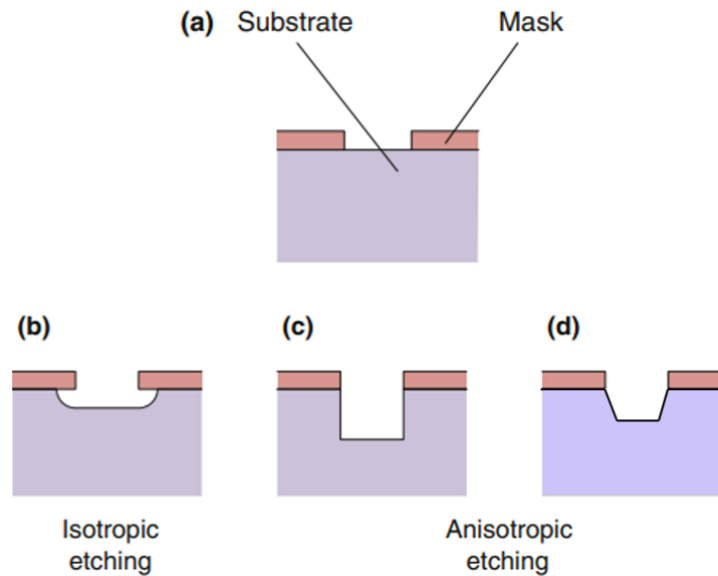 (a) Substrate Mask
(b) (c) (d)
Isotropic Anisotropic
etching etching